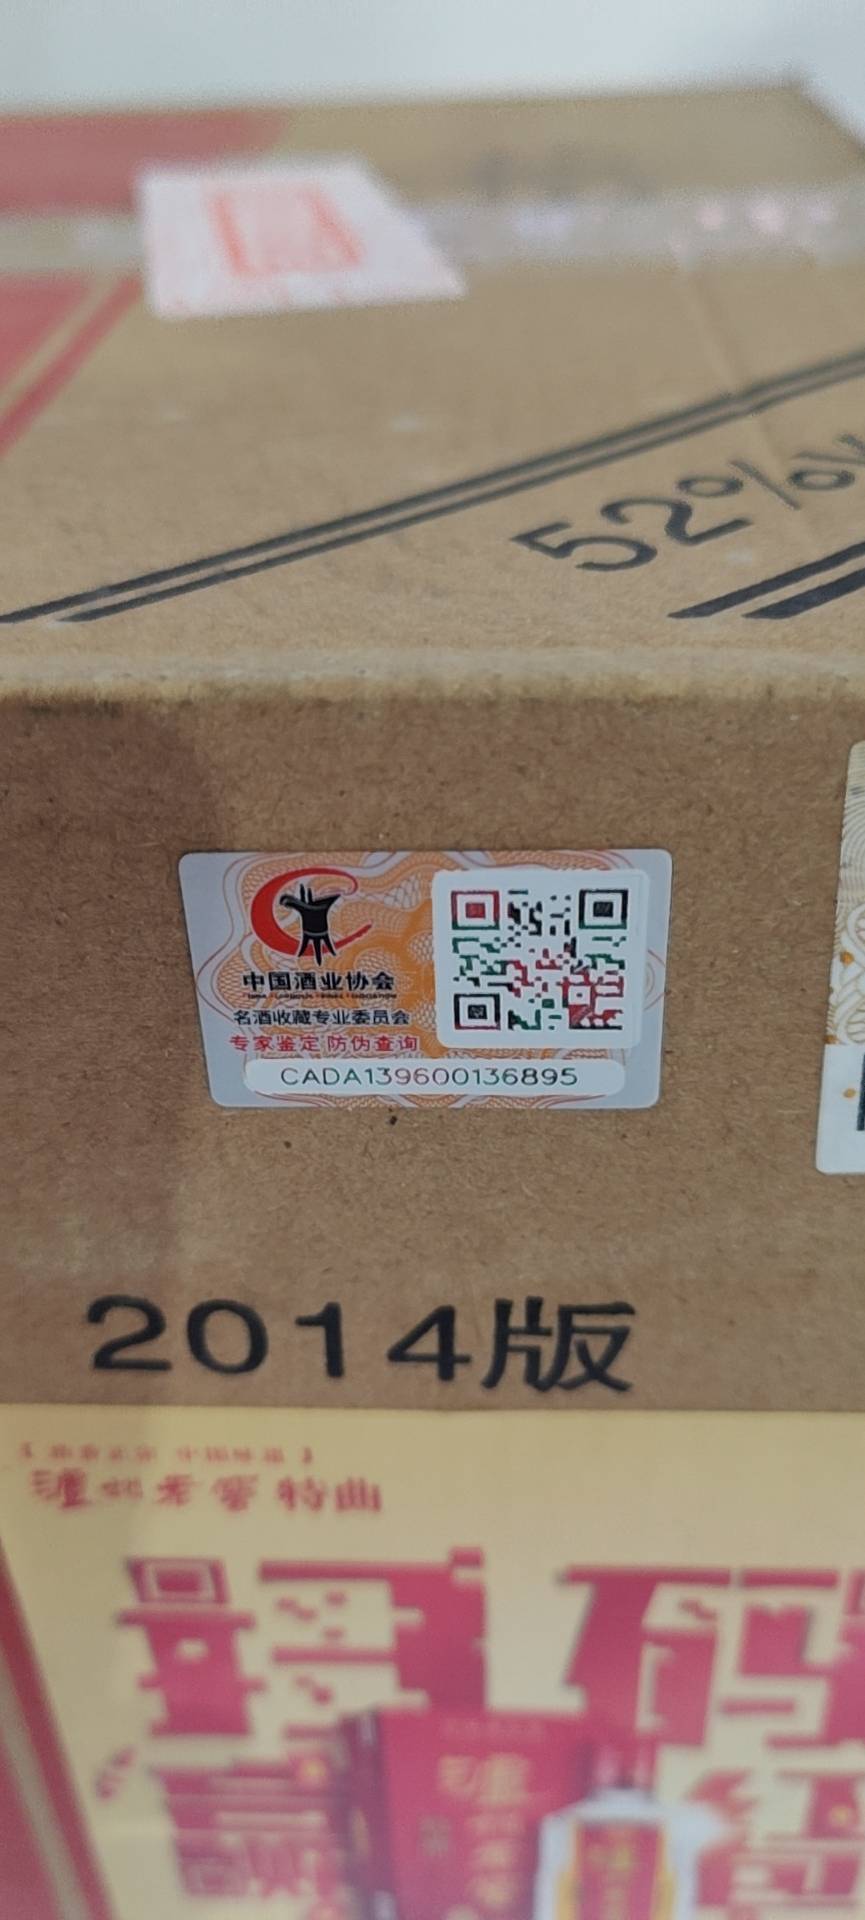 52%v
中国酒业协会
名酒收藏专业委员会
专家鉴定 防伪查询
CADA139600136895
2014版
泸州老窖 特曲